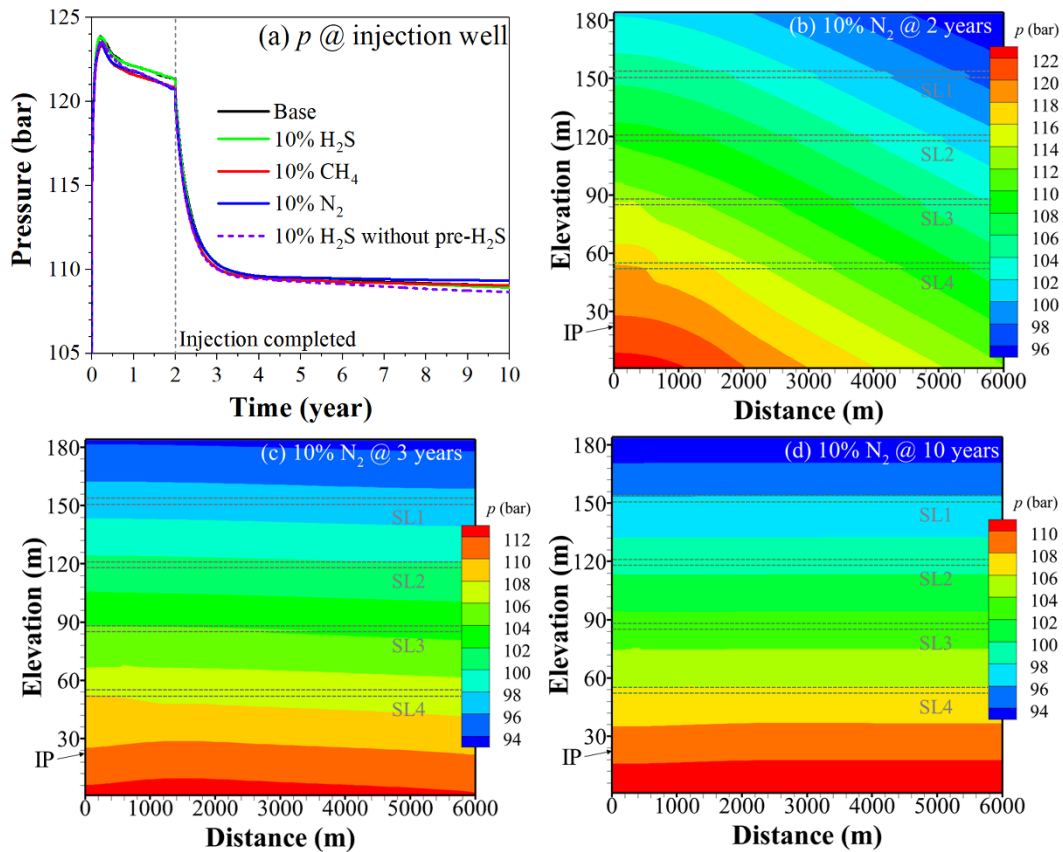 (a) p @ injection well
Pressure (bar)
125
120
115
110
105
Base
10% H₂S
10% CH₄
10% N₂
10% H₂S without pre-H₂S
Injection completed
0 1 2 3 4 5 6 7 8 9 10
Time (year)
(b) 10% N₂ @ 2 years
Elevation (m)
180
150
120
90
60
30
IP
SL1
SL2
SL3
SL4
0 1000 2000 3000 4000 5000 6000
Distance (m)
p (bar)
122
120
118
116
114
112
110
108
106
104
102
100
98
96
(c) 10% N₂ @ 3 years
Elevation (m)
180
150
120
90
60
30
IP
SL1
SL2
SL3
SL4
0 1000 2000 3000 4000 5000 6000
Distance (m)
p (bar)
112
110
108
106
104
102
100
98
96
94
(d) 10% N₂ @ 10 years
Elevation (m)
180
150
120
90
60
30
IP
SL1
SL2
SL3
SL4
0 1000 2000 3000 4000 5000 6000
Distance (m)
p (bar)
110
108
106
104
102
100
98
96
94